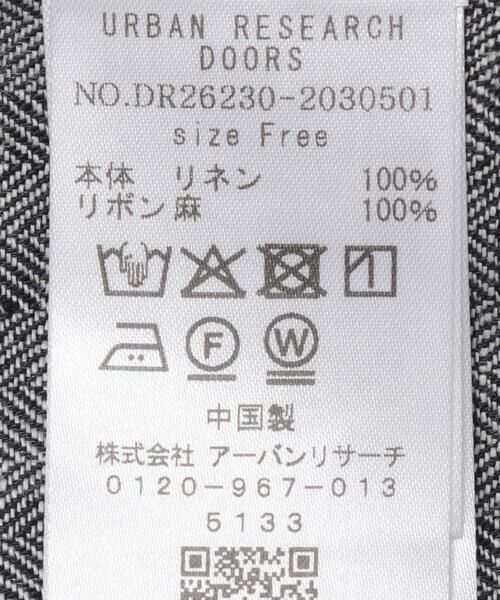 URBAN RESEARCH
DOORS
NO.DR26230-2030501
size Free
本体 リネン 100%
リボン 麻 100%
F W
中国製
株式会社 アーバンリサーチ
0120-967-013
5133